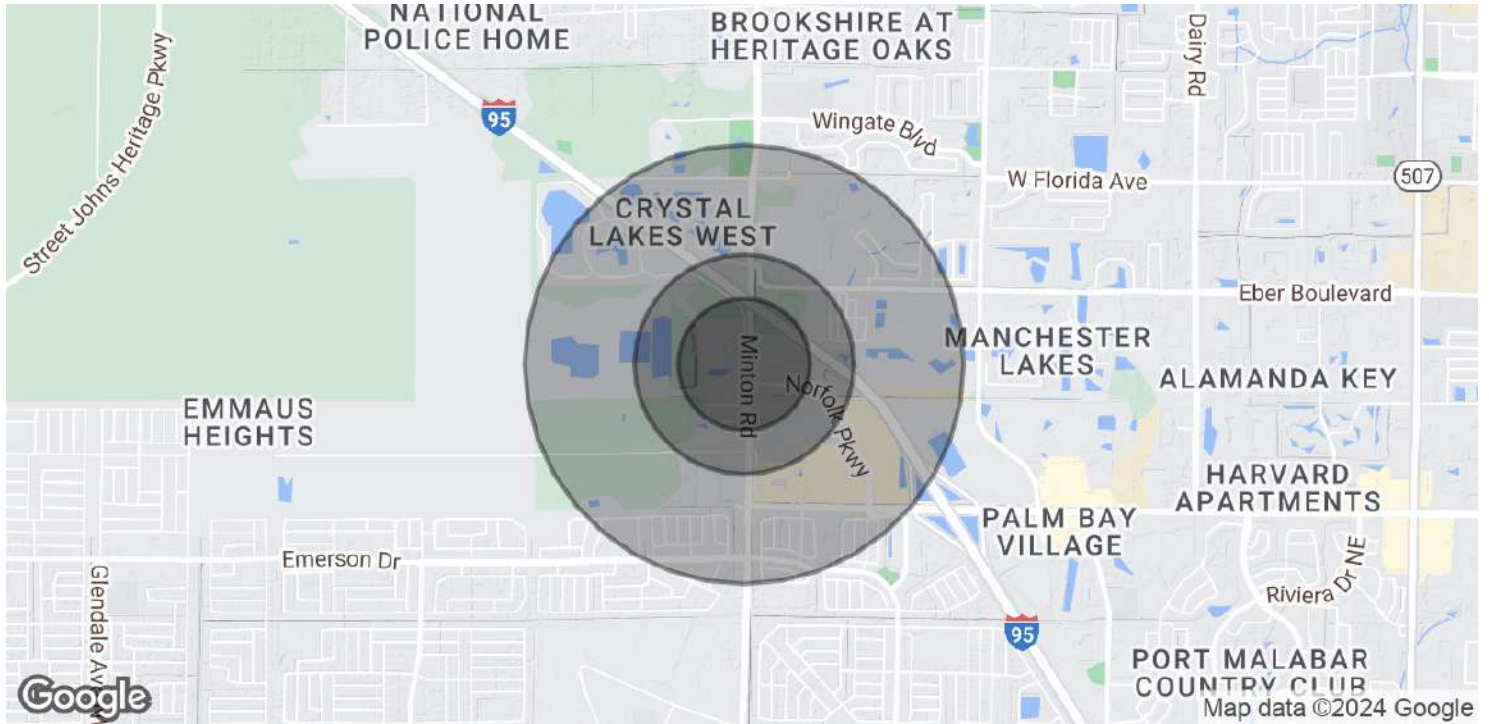 NATIONAL
POLICE HOME
BROOKSHIRE AT
HERITAGE OAKS
Street Johns Heritage Pkwy
95
Dairy Rd
Wingate Blvd
W Florida Ave
507
CRYSTAL
LAKES WEST
Eber Boulevard
MANCHESTER
LAKES
Minton Rd
Norfolk Pkwy
ALAMANDA KEY
EMMAUS
HEIGHTS
HARVARD
APARTMENTS
PALM BAY
VILLAGE
Emerson Dr
Glendale Ave
Riviera Dr NE
95
PORT MALABAR
COUNTRY CLUB
Google
Map data ©2024 Google